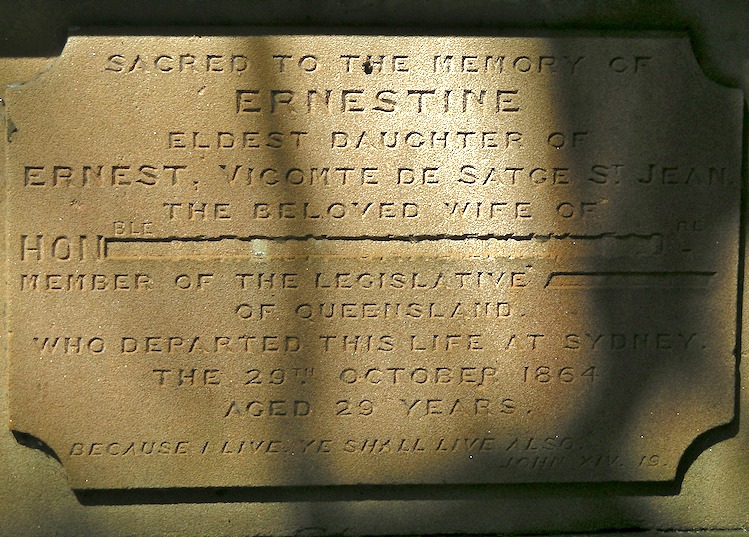 SACRED TO THE MEMORY OF
ERNESTINE
ELDEST DAUGHTER OF
ERNEST, VICOMTE DE SATGE ST JEAN.
THE BELOVED WIFE OF
HONBLE RE
MEMBER OF THE LEGISLATIVE
OF QUEENSLAND.
WHO DEPARTED THIS LIFE AT SYDNEY.
THE 29TH OCTOBER 1864
AGED 29 YEARS.
BECAUSE I LIVE, YE SHALL LIVE ALSO.
JOHN XIV. 19.